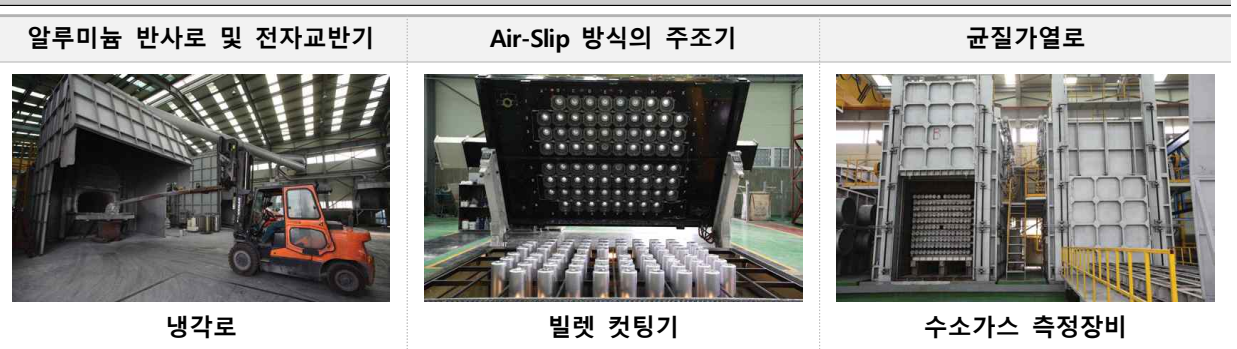 알루미늄 반사로 및 전자교반기
Air-Slip 방식의 주조기
균질가열로
B
냉각로
빌렛 컷팅기
수소가스 측정장비